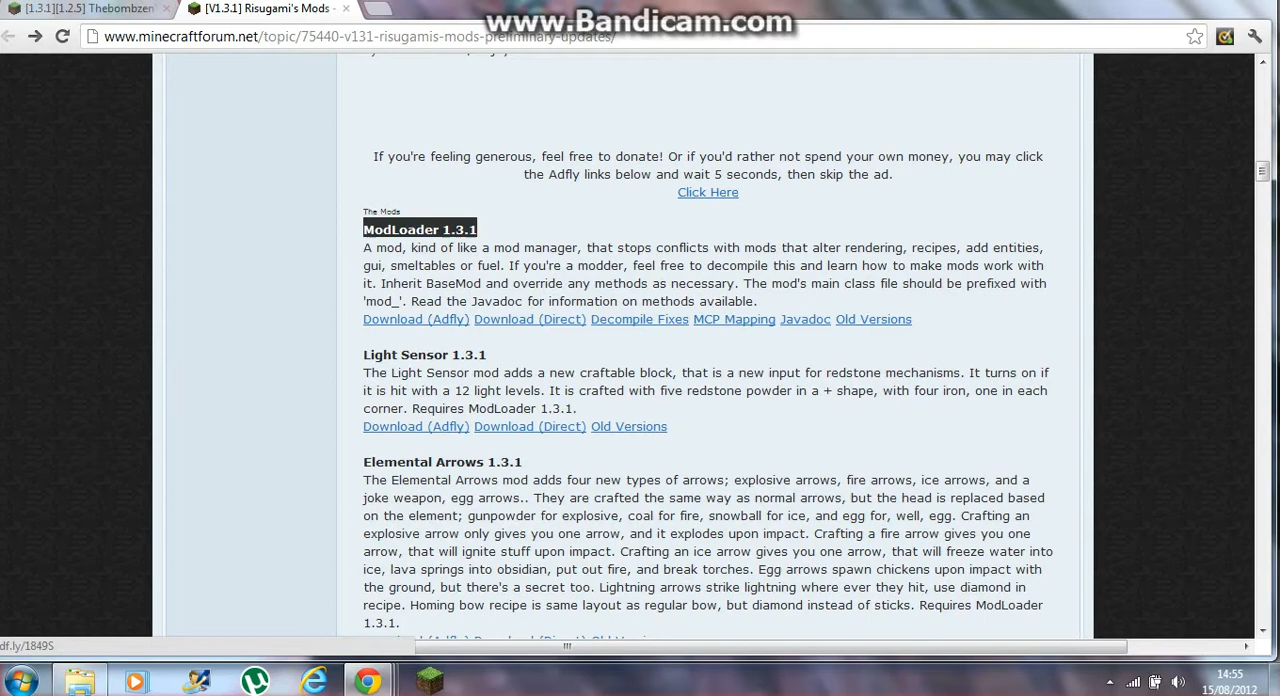 [1.3.1][1.2.5] Thebombzen
[V1.3.1] Risugami's Mods -
www.Bandicam.com
www.minecraftforum.net/topic/75440-v131-risugamis-mods-preliminary-updates/
If you're feeling generous, feel free to donate! Or if you'd rather not spend your own money, you may click
the Adfly links below and wait 5 seconds, then skip the ad.
Click Here
The Mods
ModLoader 1.3.1
A mod, kind of like a mod manager, that stops conflicts with mods that alter rendering, recipes, add entities,
gui, smeltables or fuel. If you're a modder, feel free to decompile this and learn how to make mods work with
it. Inherit BaseMod and override any methods as necessary. The mod's main class file should be prefixed with
'mod_'. Read the Javadoc for information on methods available.
Download (Adfly) Download (Direct) Decompile Fixes MCP Mapping Javadoc Old Versions
Light Sensor 1.3.1
The Light Sensor mod adds a new craftable block, that is a new input for redstone mechanisms. It turns on if
it is hit with a 12 light levels. It is crafted with five redstone powder in a + shape, with four iron, one in each
corner. Requires ModLoader 1.3.1.
Download (Adfly) Download (Direct) Old Versions
Elemental Arrows 1.3.1
The Elemental Arrows mod adds four new types of arrows; explosive arrows, fire arrows, ice arrows, and a
joke weapon, egg arrows.. They are crafted the same way as normal arrows, but the head is replaced based
on the element; gunpowder for explosive, coal for fire, snowball for ice, and egg for, well, egg. Crafting an
explosive arrow only gives you one arrow, and it explodes upon impact. Crafting a fire arrow gives you one
arrow, that will ignite stuff upon impact. Crafting an ice arrow gives you one arrow, that will freeze water into
ice, lava springs into obsidian, put out fire, and break torches. Egg arrows spawn chickens upon impact with
the ground, but there's a secret too. Lightning arrows strike lightning where ever they hit, use diamond in
recipe. Homing bow recipe is same layout as regular bow, but diamond instead of sticks. Requires ModLoader
1.3.1.
df.ly/1849S
14:55
15/08/2012